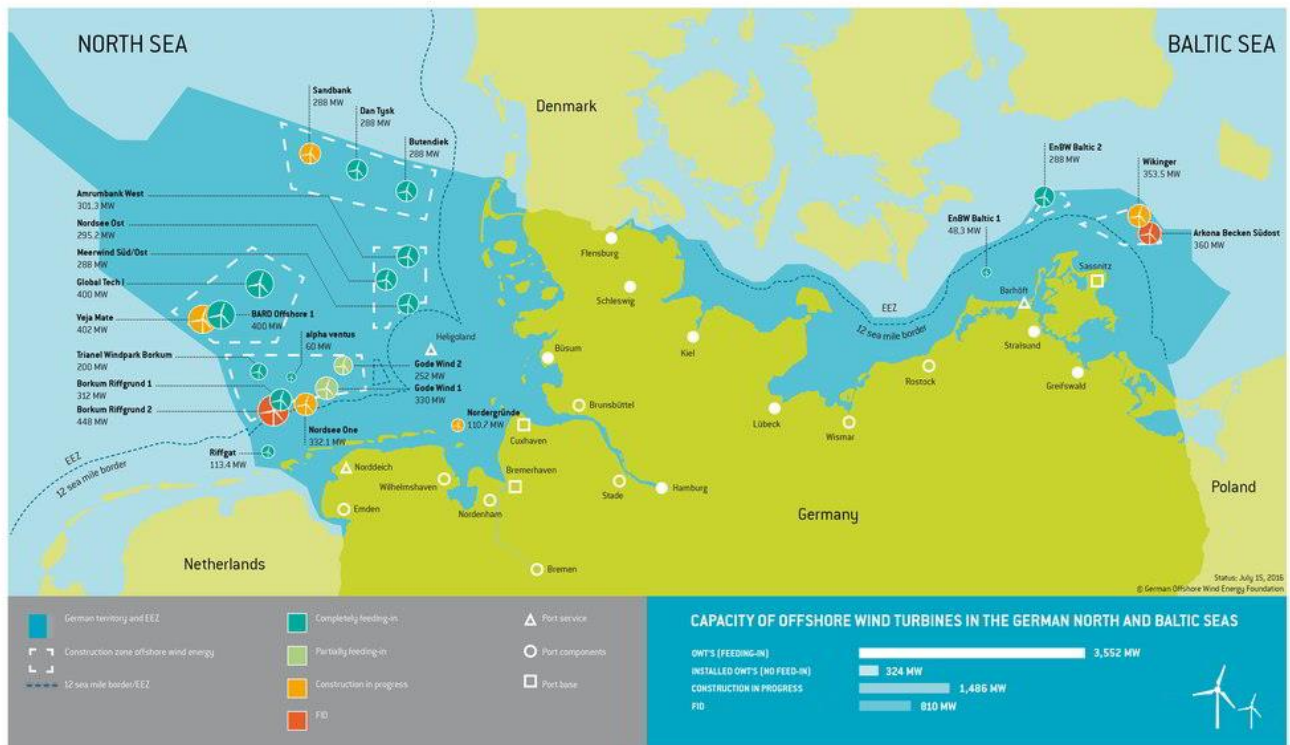 NORTH SEA
BALTIC SEA
Sandbank
288 MW
Dan Tysk
288 MW
Butendiek
288 MW
Denmark
EnBW Baltic 2
288 MW
Wikinger
353.5 MW
Amrumbank West
301.3 MW
Nordsee Ost
295.2 MW
Meerwind Süd/Ost
288 MW
Global Tech I
400 MW
Veja Mate
402 MW
BARD Offshore 1
400 MW
alpha ventus
60 MW
Trianel Windpark Borkum
200 MW
Borkum Riffgrund 1
312 MW
Borkum Riffgrund 2
448 MW
Gode Wind 2
252 MW
Gode Wind 1
330 MW
Nordsee One
332.1 MW
Nordergründe
110.7 MW
Riffgat
113.4 MW
EnBW Baltic 1
48.3 MW
Arkona Becken Südost
360 MW
EEZ
12 sea mile border
EEZ
12 sea mile border
Flensburg
Schleswig
Kiel
Heligoland
Büsum
Brunsbüttel
Cuxhaven
Bremerhaven
Norddeich
Wilhelmshaven
Emden
Nordenham
Stade
Hamburg
Bremen
Lübeck
Wismar
Rostock
Barhöft
Sassnitz
Stralsund
Greifswald
Netherlands
Germany
Poland
Status: July 15, 2016
© German Offshore Wind Energy Foundation
German territory and EEZ
Construction zone offshore wind energy
12 sea mile border/EEZ
Completely feeding-in
Partially feeding-in
Construction in progress
FID
Port service
Port components
Port base
CAPACITY OF OFFSHORE WIND TURBINES IN THE GERMAN NORTH AND BALTIC SEAS
OWT'S (FEEDING-IN) 3,552 MW
INSTALLED OWT'S (NO FEED-IN) 324 MW
CONSTRUCTION IN PROGRESS 1,486 MW
FID 810 MW